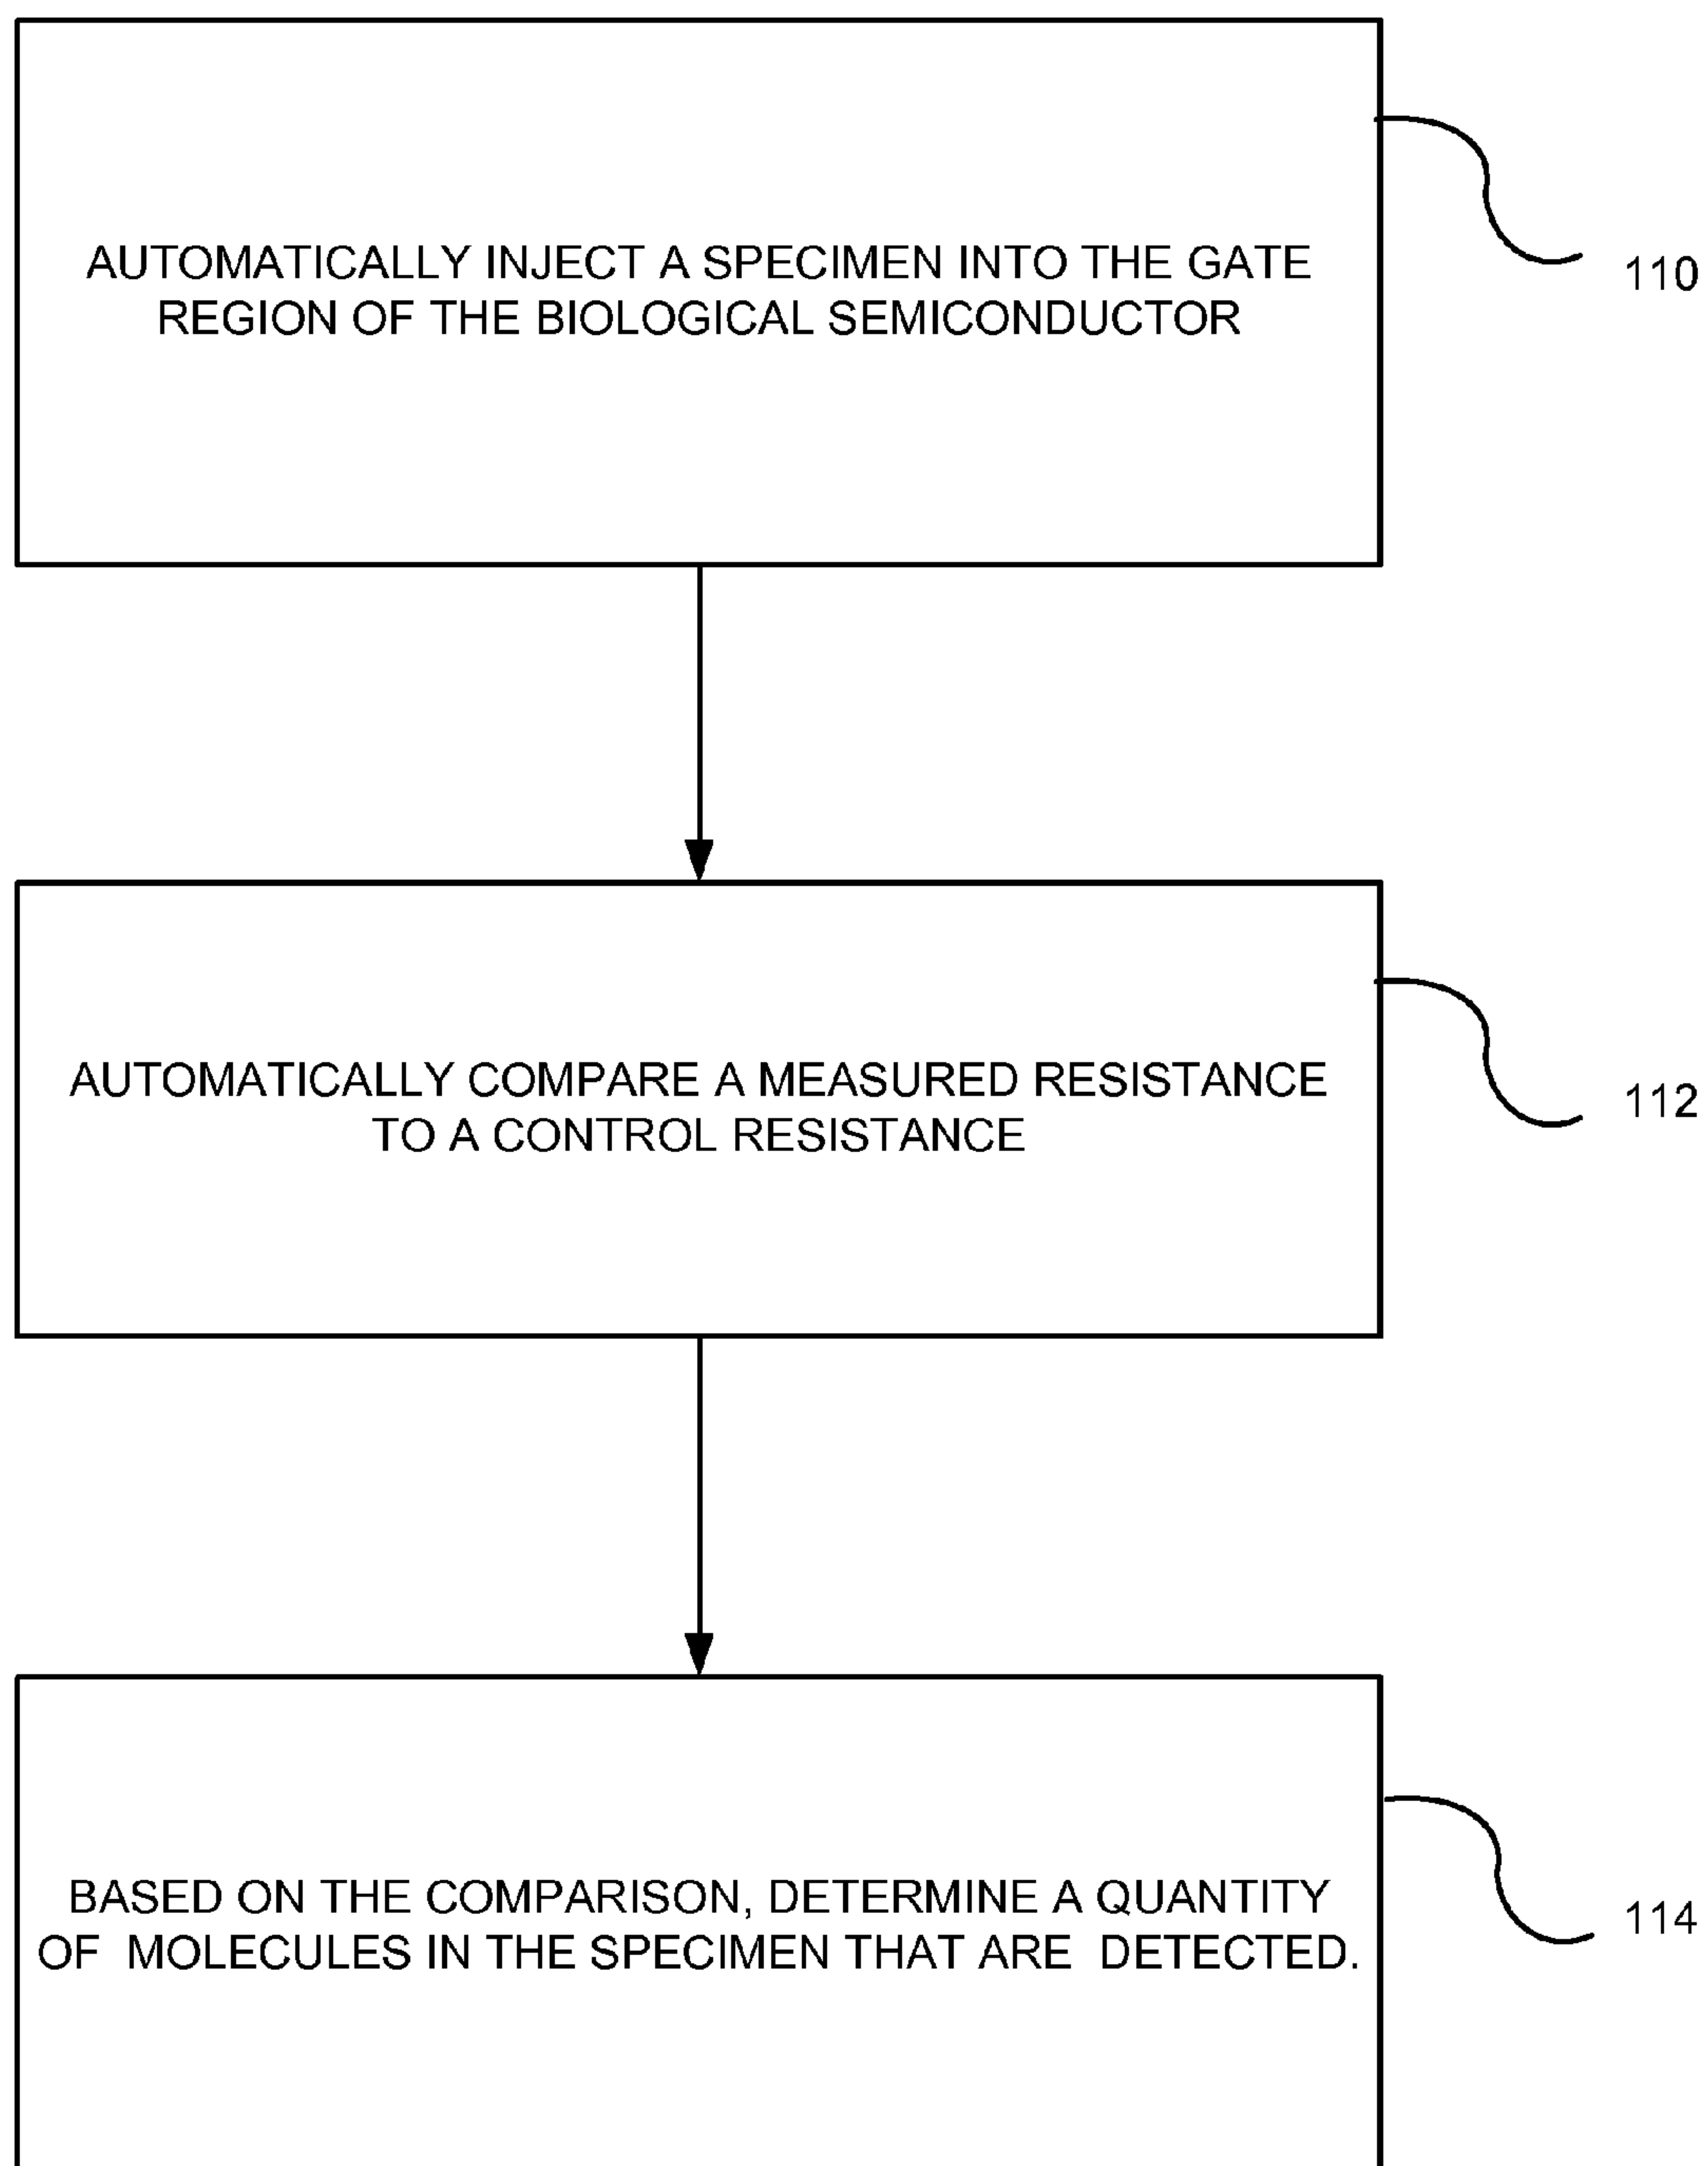 AUTOMATICALLY INJECT A SPECIMEN INTO THE GATE
REGION OF THE BIOLOGICAL SEMICONDUCTOR
110
AUTOMATICALLY COMPARE A MEASURED RESISTANCE
TO A CONTROL RESISTANCE
112
BASED ON THE COMPARISON, DETERMINE A QUANTITY
OF MOLECULES IN THE SPECIMEN THAT ARE DETECTED.
114